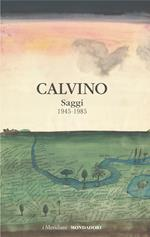 CALVINO
Saggi
1945-1985
i Meridiani MONDADORI